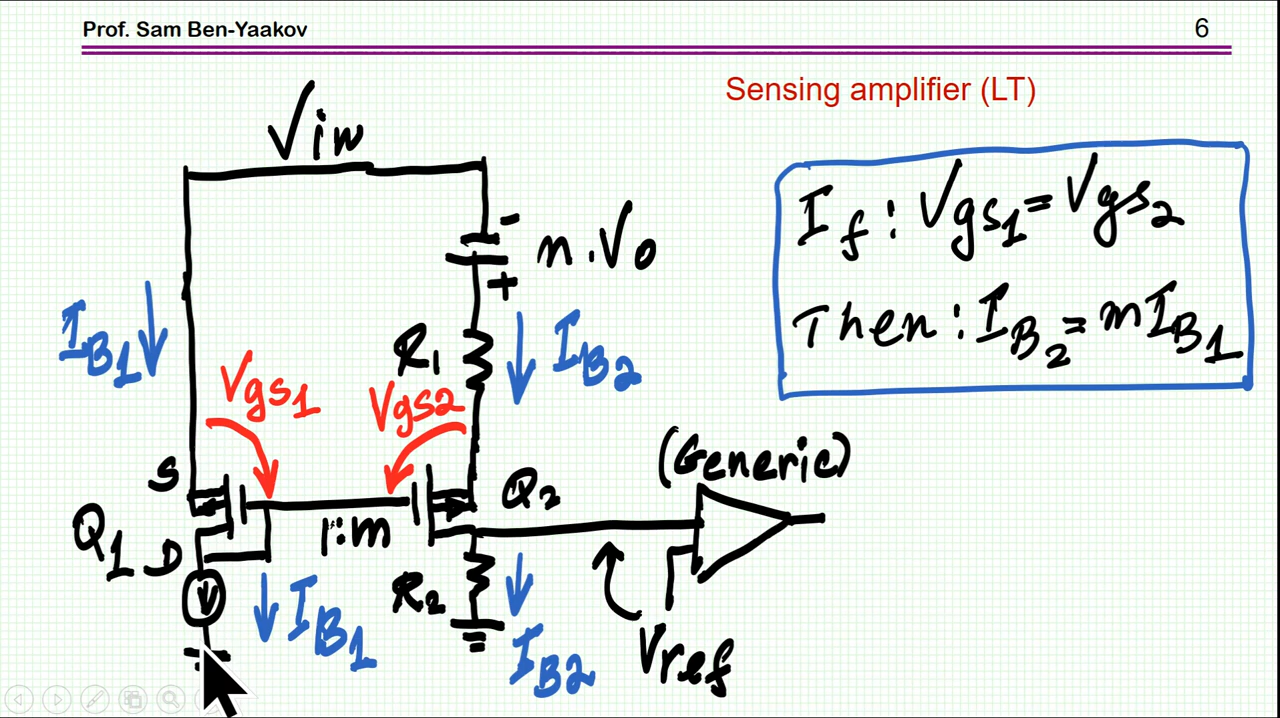 Prof. Sam Ben-Yaakov
6
Sensing amplifier (LT)
Vin
-
n.Vo
+
If: Vgs1=Vgs2
Then: IB2=mIB1
IB1
R1
IB2
Vgs1
Vgs2
S
Q2
(Generic)
Q1
D
1:m
R2
IB1
IB2
Vref